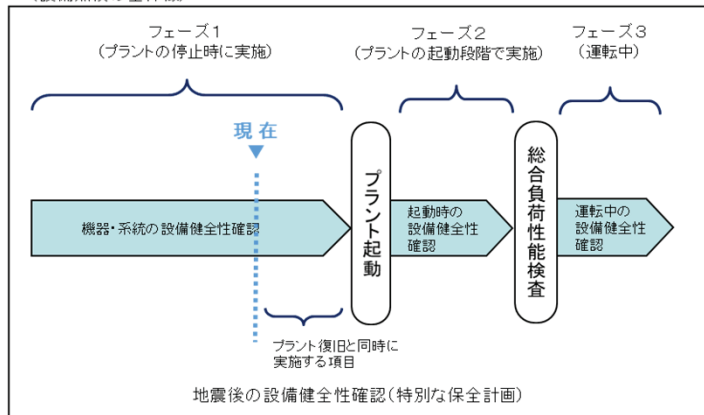 フェーズ1
(プラントの停止時に実施)
フェーズ2
(プラントの起動段階で実施)
フェーズ3
(運転中)
現在
機器・系統の設備健全性確認
プラント起動
起動時の
設備健全性
確認
総合負荷性能検査
運転中の
設備健全性
確認
プラント復旧と同時に
実施する項目
地震後の設備健全性確認(特別な保全計画)